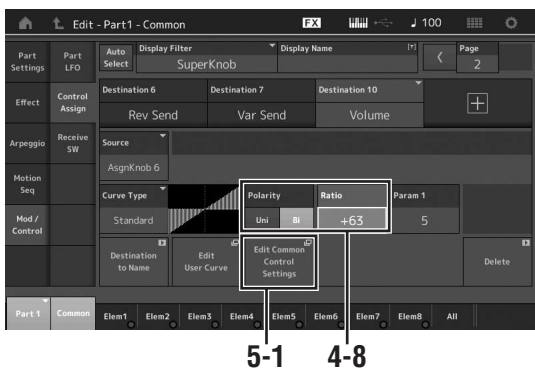 Edit - Part1 - Common
FX
100
Part Settings
Part LFO
Auto Select
Display Filter
SuperKnob
Display Name
[T]
Page
2
Effect
Control Assign
Destination 6
Rev Send
Destination 7
Var Send
Destination 10
Volume
Arpeggio
Receive SW
Source
AsgnKnob 6
Motion Seq
Curve Type
Standard
Polarity
Uni
Bi
Ratio
+63
Param 1
5
Mod / Control
Destination to Name
Edit User Curve
Edit Common Control Settings
Delete
Part 1
Common
Elem1
Elem2
Elem3
Elem4
Elem5
Elem6
Elem7
Elem8
All
5-1
4-8